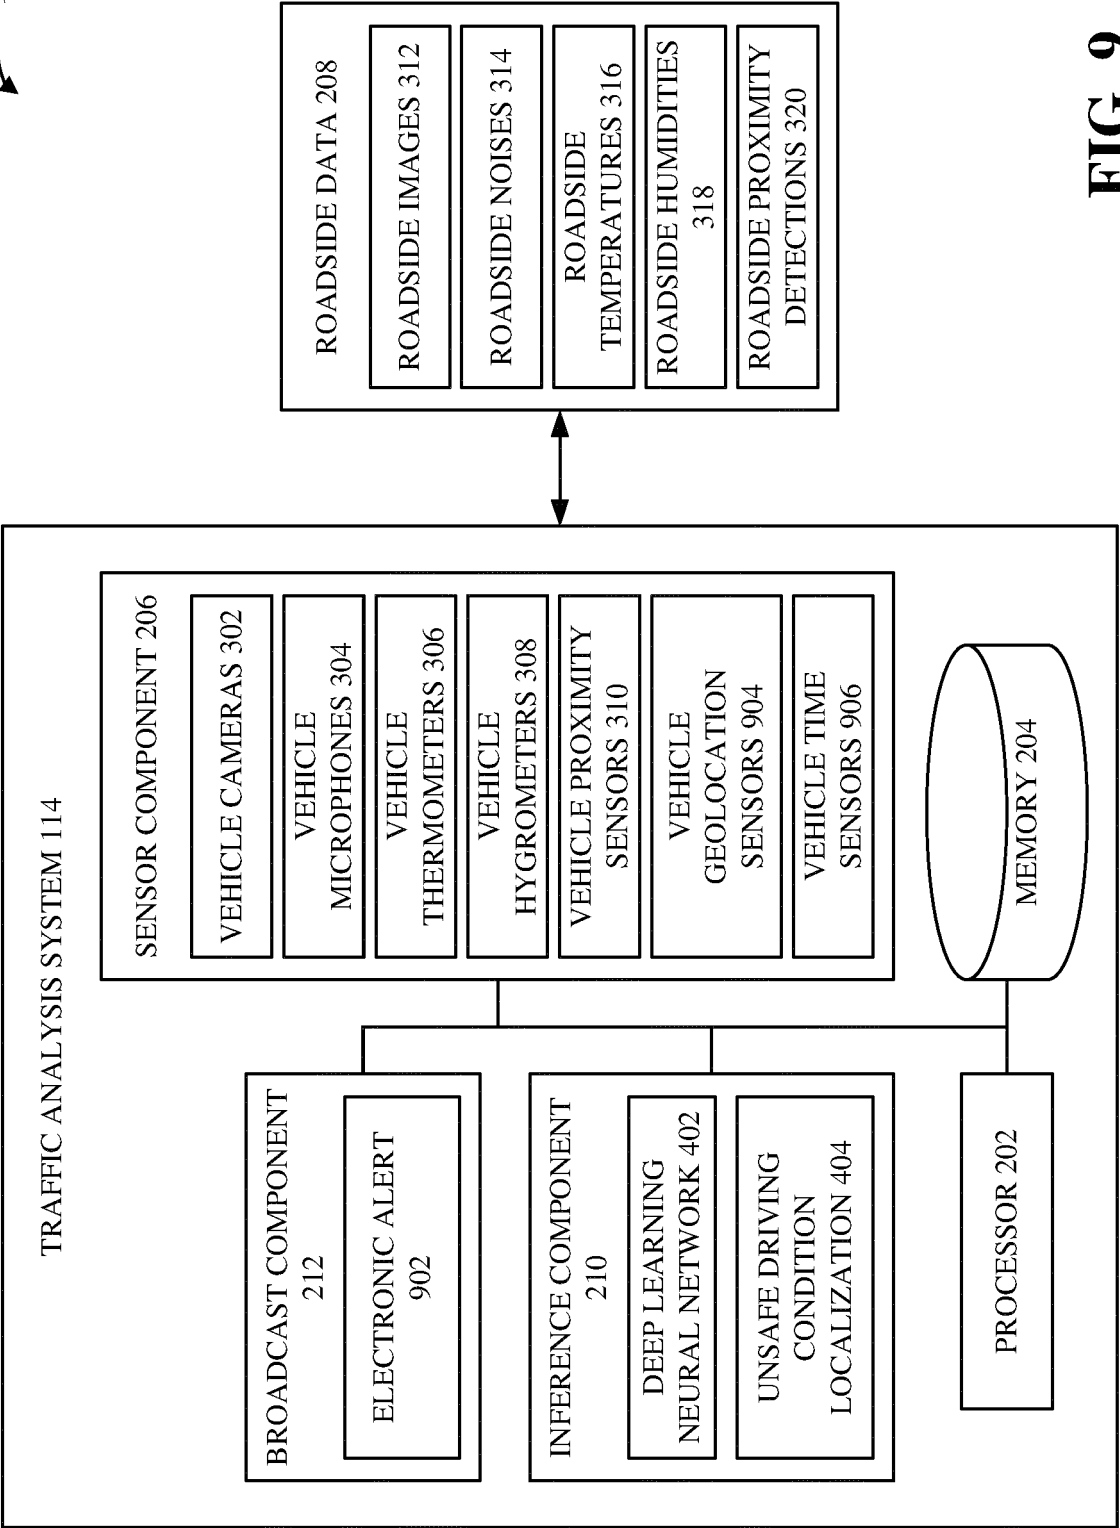 TRAFFIC ANALYSIS SYSTEM 114
BROADCAST COMPONENT
212
ELECTRONIC ALERT
902
INFERENCE COMPONENT
210
DEEP LEARNING
NEURAL NETWORK 402
UNSAFE DRIVING
CONDITION
LOCALIZATION 404
PROCESSOR 202
SENSOR COMPONENT 206
VEHICLE CAMERAS 302
VEHICLE
MICROPHONES 304
VEHICLE
THERMOMETERS 306
VEHICLE
HYGROMETERS 308
VEHICLE PROXIMITY
SENSORS 310
VEHICLE
GEOLOCATION
SENSORS 904
VEHICLE TIME
SENSORS 906
MEMORY 204
ROADSIDE DATA 208
ROADSIDE IMAGES 312
ROADSIDE NOISES 314
ROADSIDE
TEMPERATURES 316
ROADSIDE HUMIDITIES
318
ROADSIDE PROXIMITY
DETECTIONS 320
FIG. 9